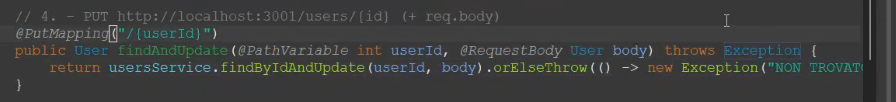 // 4. - PUT http://localhost:3001/users/{id} (+ req.body)
@PutMapping("/{userId}")
public User findAndUpdate(@PathVariable int userId, @RequestBody User body) throws Exception {
return usersService.findByIdAndUpdate(userId, body).orElseThrow(() -> new Exception("NON TROVATO
}